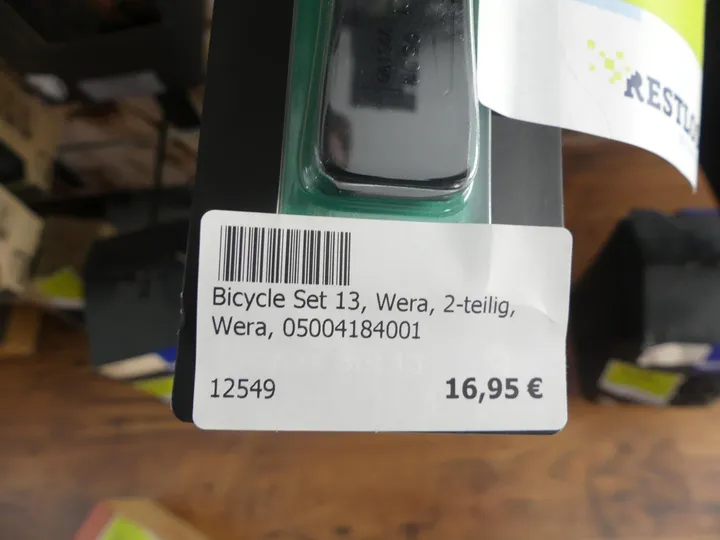 Bicycle Set 13, Wera, 2-teilig,
Wera, 05004184001
12549
16,95 €